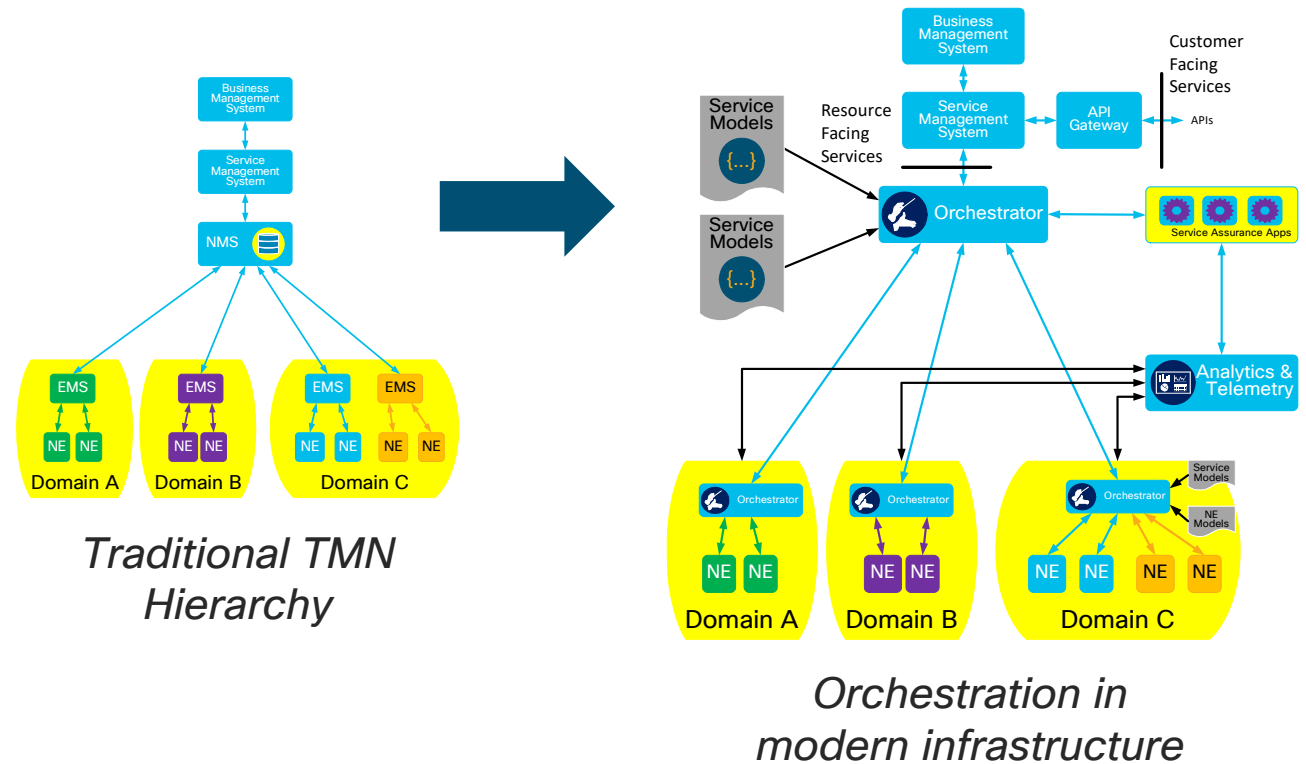 Business
Management
System
Service
Management
System
NMS
EMS
EMS
EMS
EMS
NE
NE
NE
NE
NE
NE
NE
NE
Domain A
Domain B
Domain C
Traditional TMN
Hierarchy
Business
Management
System
Customer
Facing
Services
Service
Models
{...}
Resource
Facing
Services
Service
Management
System
API
Gateway
APIs
Service
Models
{...}
Orchestrator
Service Assurance Apps
Analytics &
Telemetry
Orchestrator
Orchestrator
Orchestrator
Service
Models
NE
Models
NE
NE
NE
NE
NE
NE
NE
NE
Domain A
Domain B
Domain C
Orchestration in
modern infrastructure